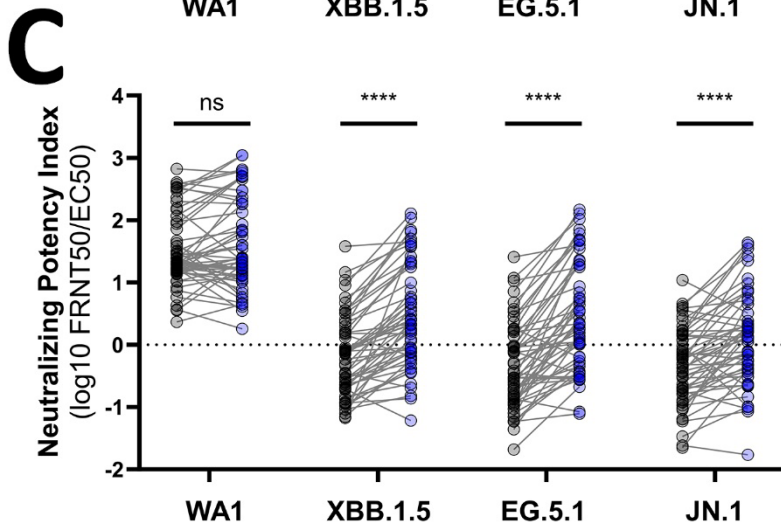 WA1 XBB.1.5 EG.5.1 JN.1
C
Neutralizing Potency Index
(log10 FRNT50/EC50)
ns **** **** ****
4
3
2
1
0
-1
-2
WA1 XBB.1.5 EG.5.1 JN.1